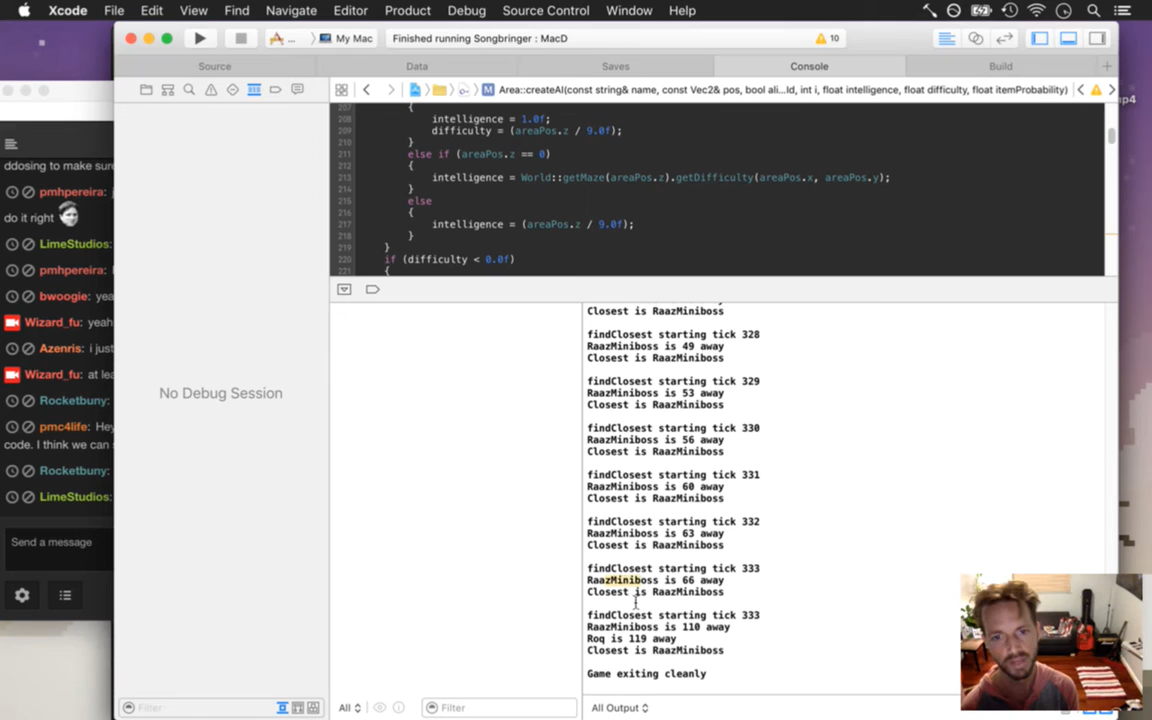 Xcode File Edit View Find Navigate Editor Product Debug Source Control Window Help
My Mac
Finished running Songbringer : MacD
10
Source Data Saves Console Build
Area::createAI(const string& name, const Vec2& pos, bool ali...ld, int i, float intelligence, float difficulty, float itemProbability)
mp4
207 {
208 intelligence = 1.0f;
209 difficulty = (areaPos.z / 9.0f);
210 }
211 else if (areaPos.z == 0)
212 {
213 intelligence = World::getMaze(areaPos.z).getDifficulty(areaPos.x, areaPos.y);
214 }
215 else
216 {
217 intelligence = (areaPos.z / 9.0f);
218 }
219 }
220 if (difficulty < 0.0f)
221 {
ddosing to make sure
pmhpereira:
do it right
LimeStudios:
pmhpereira:
bwoogie: yea
Wizard_fu: yeah
Azenris: i just
Wizard_fu: at lea
Rocketbuny:
pmc4life: Hey
code. I think we can
Rocketbuny:
LimeStudios:
Send a message
No Debug Session
Filter
Closest is RaazMiniboss
findClosest starting tick 328
RaazMiniboss is 49 away
Closest is RaazMiniboss
findClosest starting tick 329
RaazMiniboss is 53 away
Closest is RaazMiniboss
findClosest starting tick 330
RaazMiniboss is 56 away
Closest is RaazMiniboss
findClosest starting tick 331
RaazMiniboss is 60 away
Closest is RaazMiniboss
findClosest starting tick 332
RaazMiniboss is 63 away
Closest is RaazMiniboss
findClosest starting tick 333
RaazMiniboss is 66 away
Closest is RaazMiniboss
findClosest starting tick 333
RaazMiniboss is 110 away
Roq is 119 away
Closest is RaazMiniboss
Game exiting cleanly
All
Filter
All Output